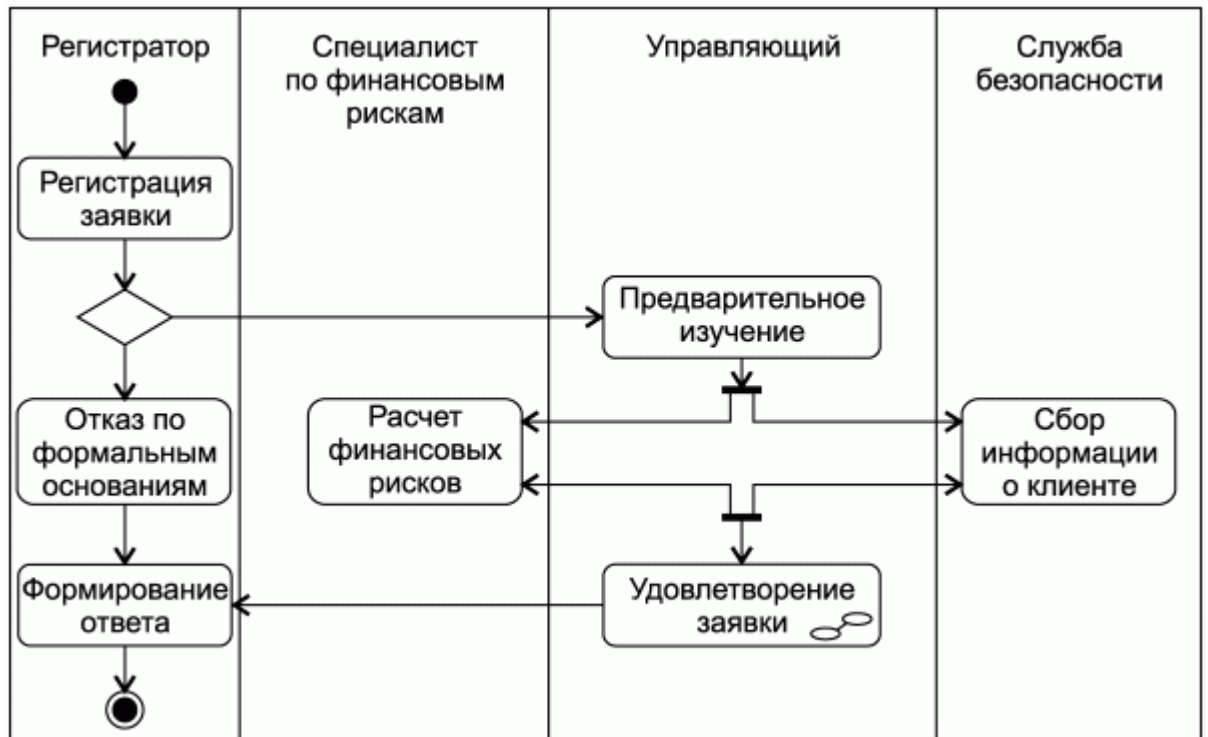 Регистратор
Специалист
по финансовым
рискам
Управляющий
Служба
безопасности
Регистрация
заявки
Предварительное
изучение
Отказ по
формальным
основаниям
Расчет
финансовых
рисков
Сбор
информации
о клиенте
Формирование
ответа
Удовлетворение
заявки